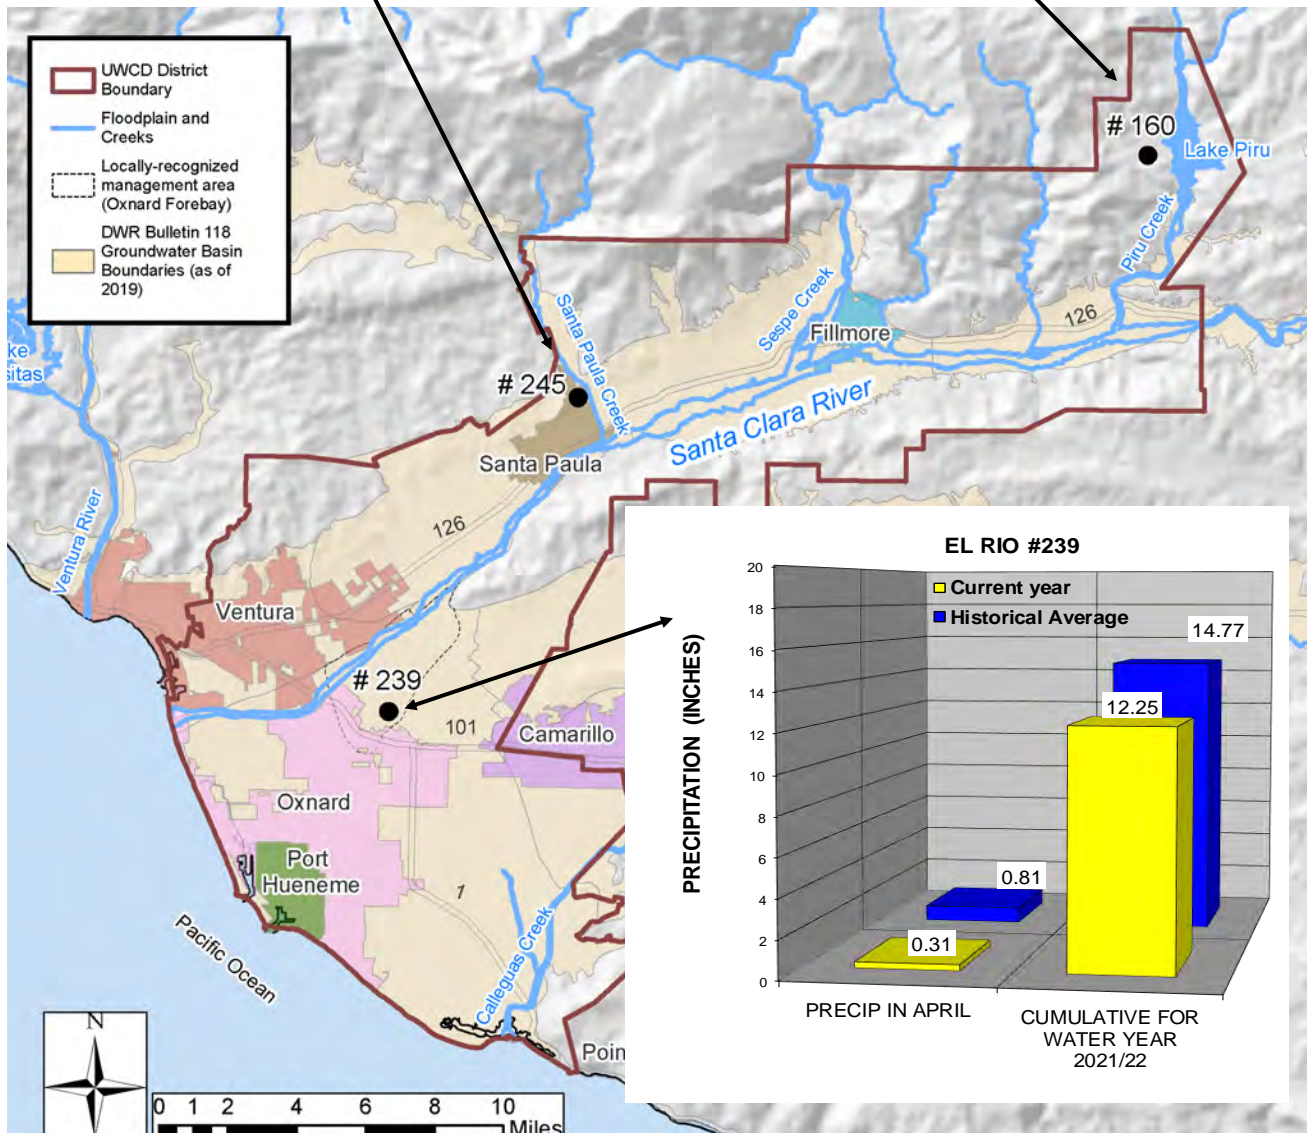 UWCD District
Boundary
Floodplain and
Creeks
Locally-recognized
management area
(Oxnard Forebay)
DWR Bulletin 118
Groundwater Basin
Boundaries (as of
2019)
# 160
Lake Piru
Piru Creek
126
Sespe Creek
Fillmore
Santa Paula Creek
# 245
ke
sitas
Santa Clara River
Santa Paula
Ventura River
126
Ventura
# 239
101
Camarillo
Oxnard
Port
Hueneme
1
Pacific Ocean
Calleguas Creek
Poin
N
0 1 2 4 6 8 10
Miles
EL RIO #239
Current year
Historical Average
PRECIPITATION (INCHES)
20
18
16
14
12
10
8
6
4
2
0
14.77
12.25
0.81
0.31
PRECIP IN APRIL
CUMULATIVE FOR
WATER YEAR
2021/22